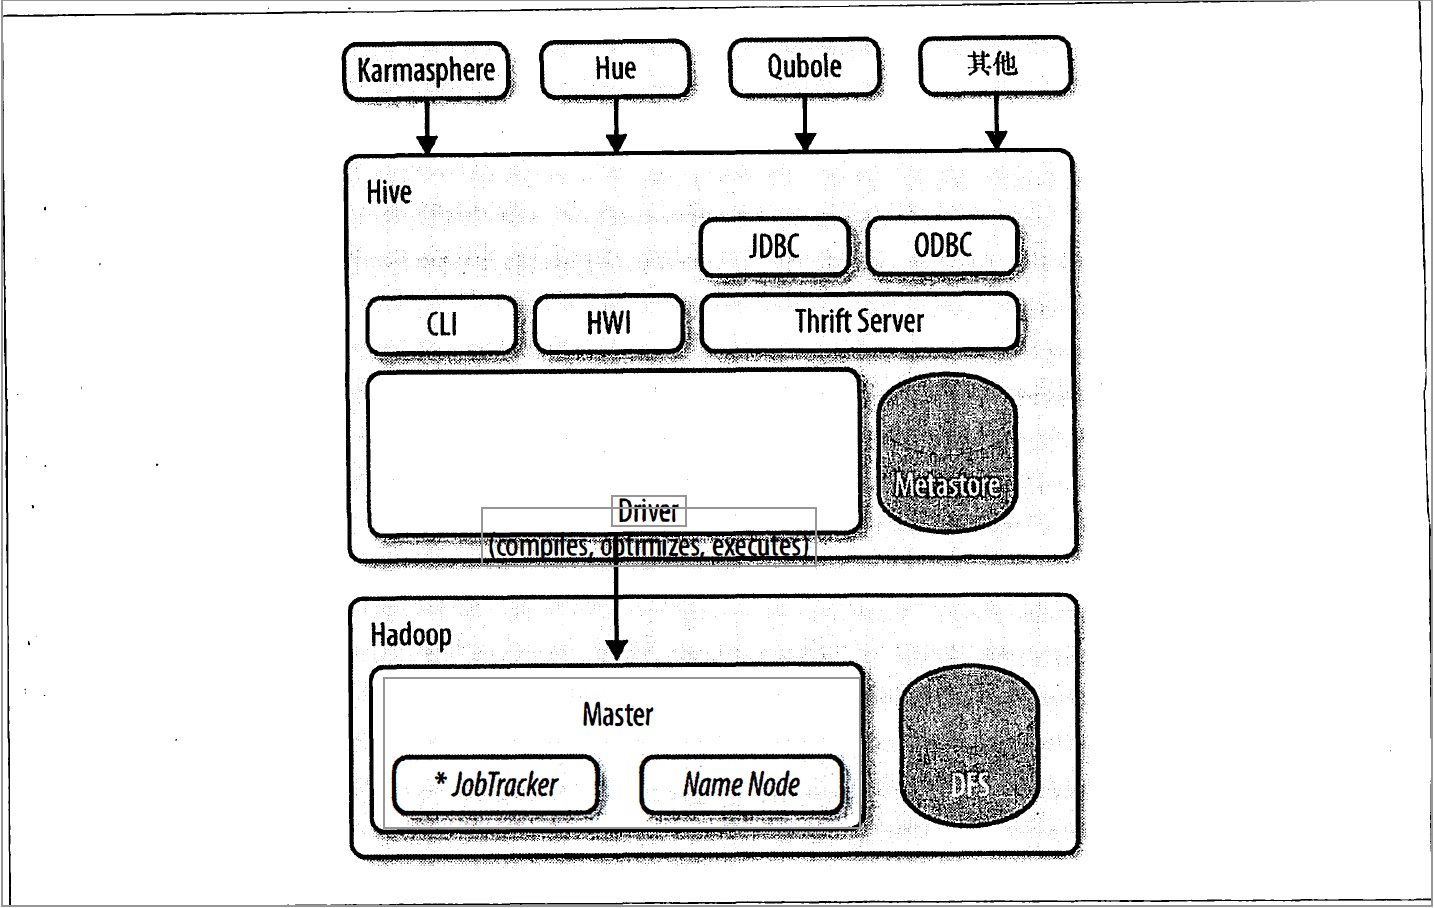 Karmasphere
Hue
Qubole
其他
Hive
JDBC
ODBC
CLI
HWI
Thrift Server
Driver
(compiles, optimizes, executes)
Metastore
Hadoop
Master
* JobTracker
Name Node
DFS